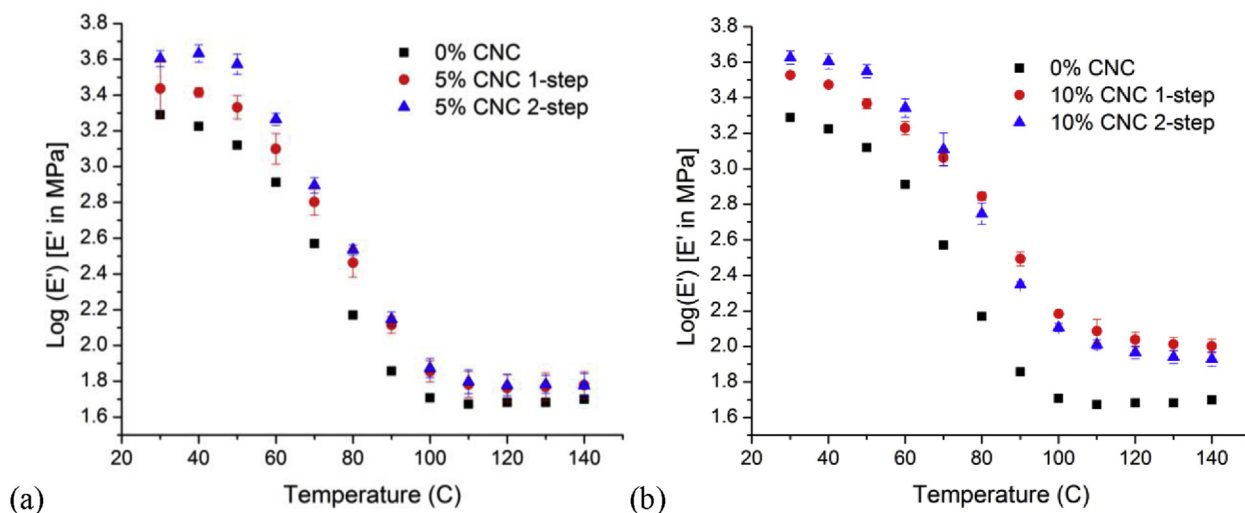 3.8
3.6
3.4
3.2
3.0
2.8
2.6
2.4
2.2
2.0
1.8
1.6
Log (E') [E' in MPa]
0% CNC
5% CNC 1-step
5% CNC 2-step
20 40 60 80 100 120 140
Temperature (C)
(a)
3.8
3.6
3.4
3.2
3.0
2.8
2.6
2.4
2.2
2.0
1.8
1.6
Log(E') [E' in MPa]
0% CNC
10% CNC 1-step
10% CNC 2-step
20 40 60 80 100 120 140
Temperature (C)
(b)